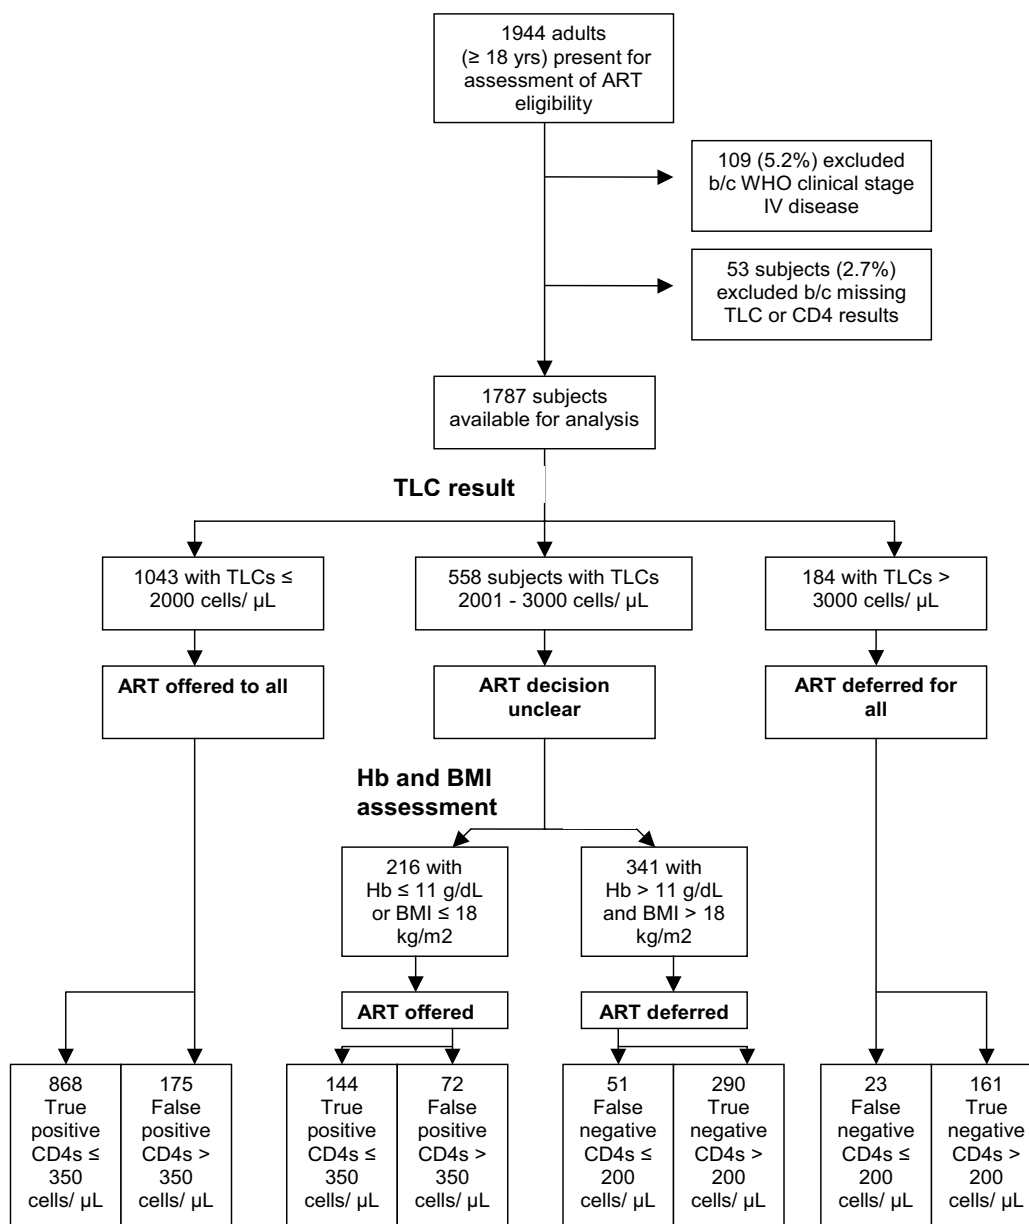 1944 adults
(≥ 18 yrs) present for
assessment of ART
eligibility
109 (5.2%) excluded
b/c WHO clinical stage
IV disease
53 subjects (2.7%)
excluded b/c missing
TLC or CD4 results
1787 subjects
available for analysis
TLC result
1043 with TLCs ≤
2000 cells/ µL
558 subjects with TLCs
2001 - 3000 cells/ µL
184 with TLCs >
3000 cells/ µL
ART offered to all
ART decision
unclear
ART deferred for
all
Hb and BMI
assessment
216 with
Hb ≤ 11 g/dL
or BMI ≤ 18
kg/m2
341 with
Hb > 11 g/dL
and BMI > 18
kg/m2
ART offered
ART deferred
868
True
positive
CD4s ≤
350
cells/ µL
175
False
positive
CD4s >
350
cells/ µL
144
True
positive
CD4s ≤
350
cells/ µL
72
False
positive
CD4s >
350
cells/ µL
51
False
negative
CD4s ≤
200
cells/ µL
290
True
negative
CD4s >
200
cells/ µL
23
False
negative
CD4s ≤
200
cells/ µL
161
True
negative
CD4s >
200
cells/ µL